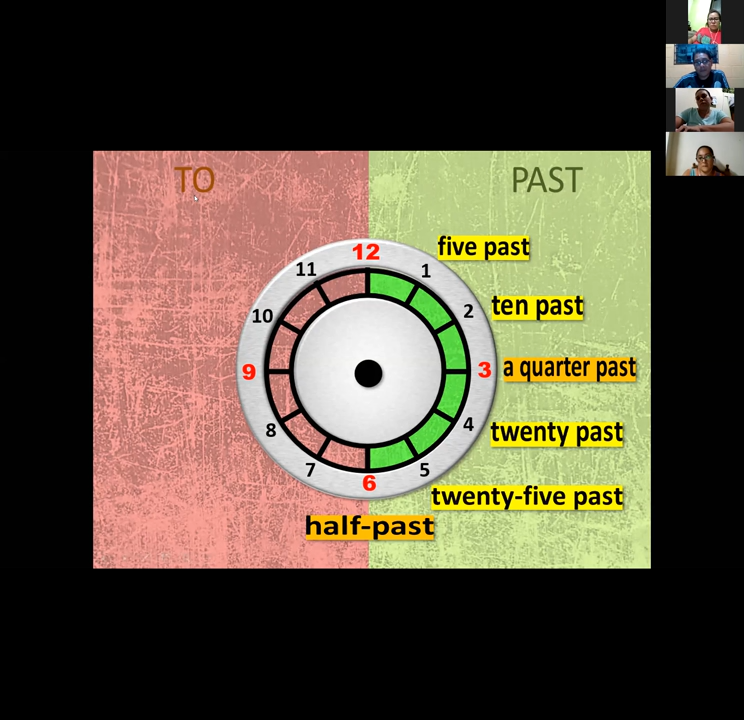 TO
PAST
12
11
1
five past
10
2
ten past
9
3
a quarter past
8
4
twenty past
7
5
6
twenty-five past
half-past